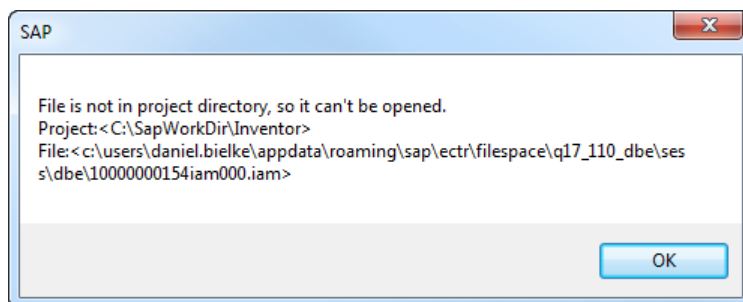 SAP
File is not in project directory, so it can't be opened.
Project:<C:\SapWorkDir\Inventor>
File:<c:\users\daniel.bielke\appdata\roaming\sap\ectr\filespace\q17_110_dbe\ses
s\dbe\10000000154iam000.iam>
OK